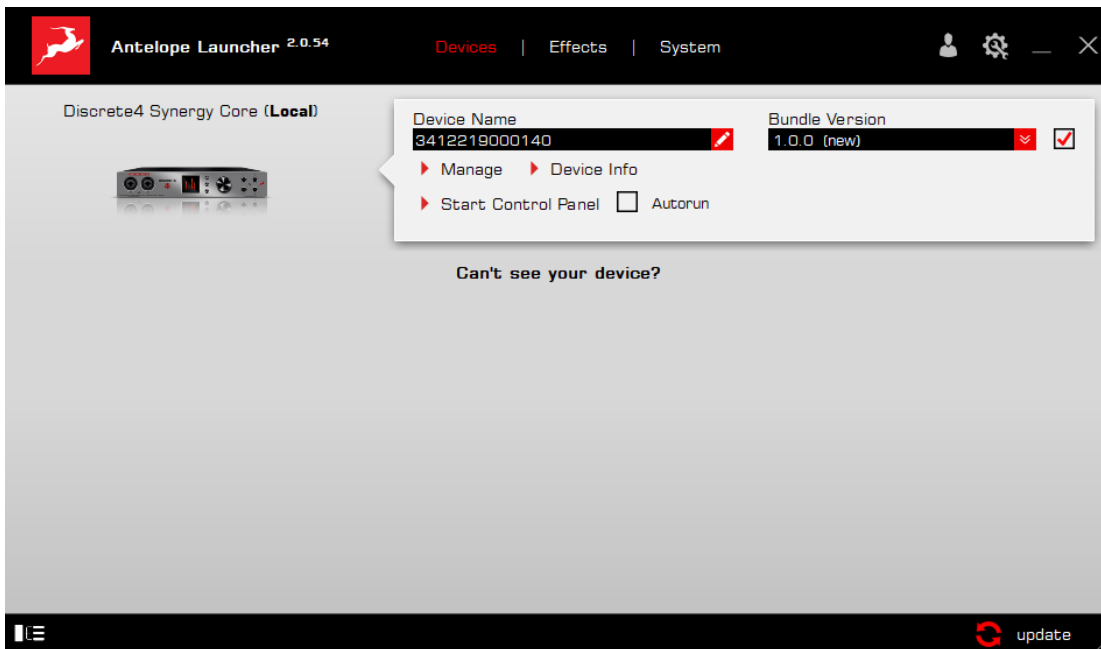 Antelope Launcher 2.0.54
Devices | Effects | System
Discrete4 Synergy Core (Local)
Device Name
Bundle Version
3412219000140
1.0.0 (new)
Manage
Device Info
Start Control Panel
Autorun
Can't see your device?
update